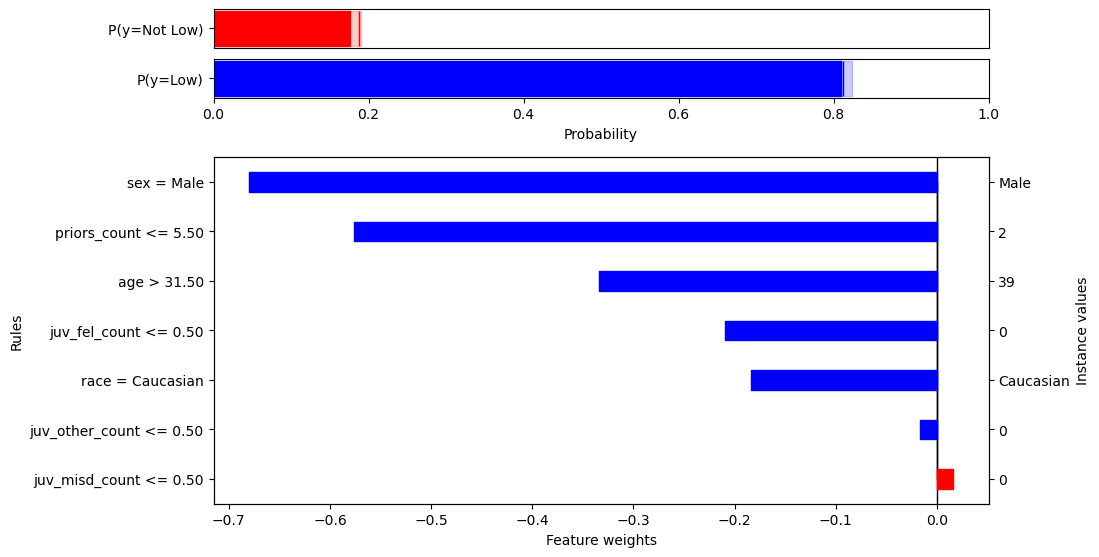 P(y=Not Low)
P(y=Low)
0.0 0.2 0.4 0.6 0.8 1.0
Probability
sex = Male Male
priors_count <= 5.50 2
age > 31.50 39
juv_fel_count <= 0.50 0
race = Caucasian Caucasian
juv_other_count <= 0.50 0
juv_misd_count <= 0.50 0
Rules
Instance values
−0.7 −0.6 −0.5 −0.4 −0.3 −0.2 −0.1 0.0
Feature weights